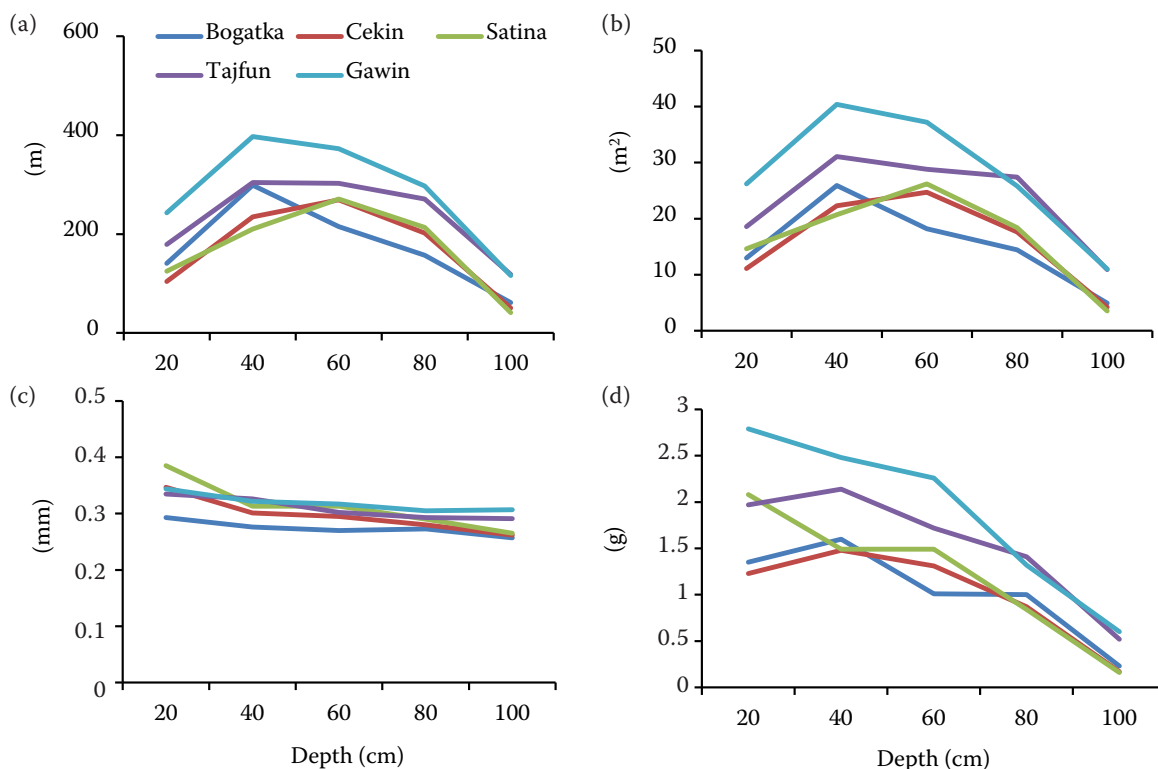 (a)
600
400
200
0
(m)
Bogatka Cekin Satina
Tajfun Gawin
20 40 60 80 100
(b)
50
40
30
20
10
0
(m²)
20 40 60 80 100
(c)
0.5
0.4
0.3
0.2
0.1
0
(mm)
20 40 60 80 100
Depth (cm)
(d)
3
2.5
2
1.5
1
0.5
0
(g)
20 40 60 80 100
Depth (cm)